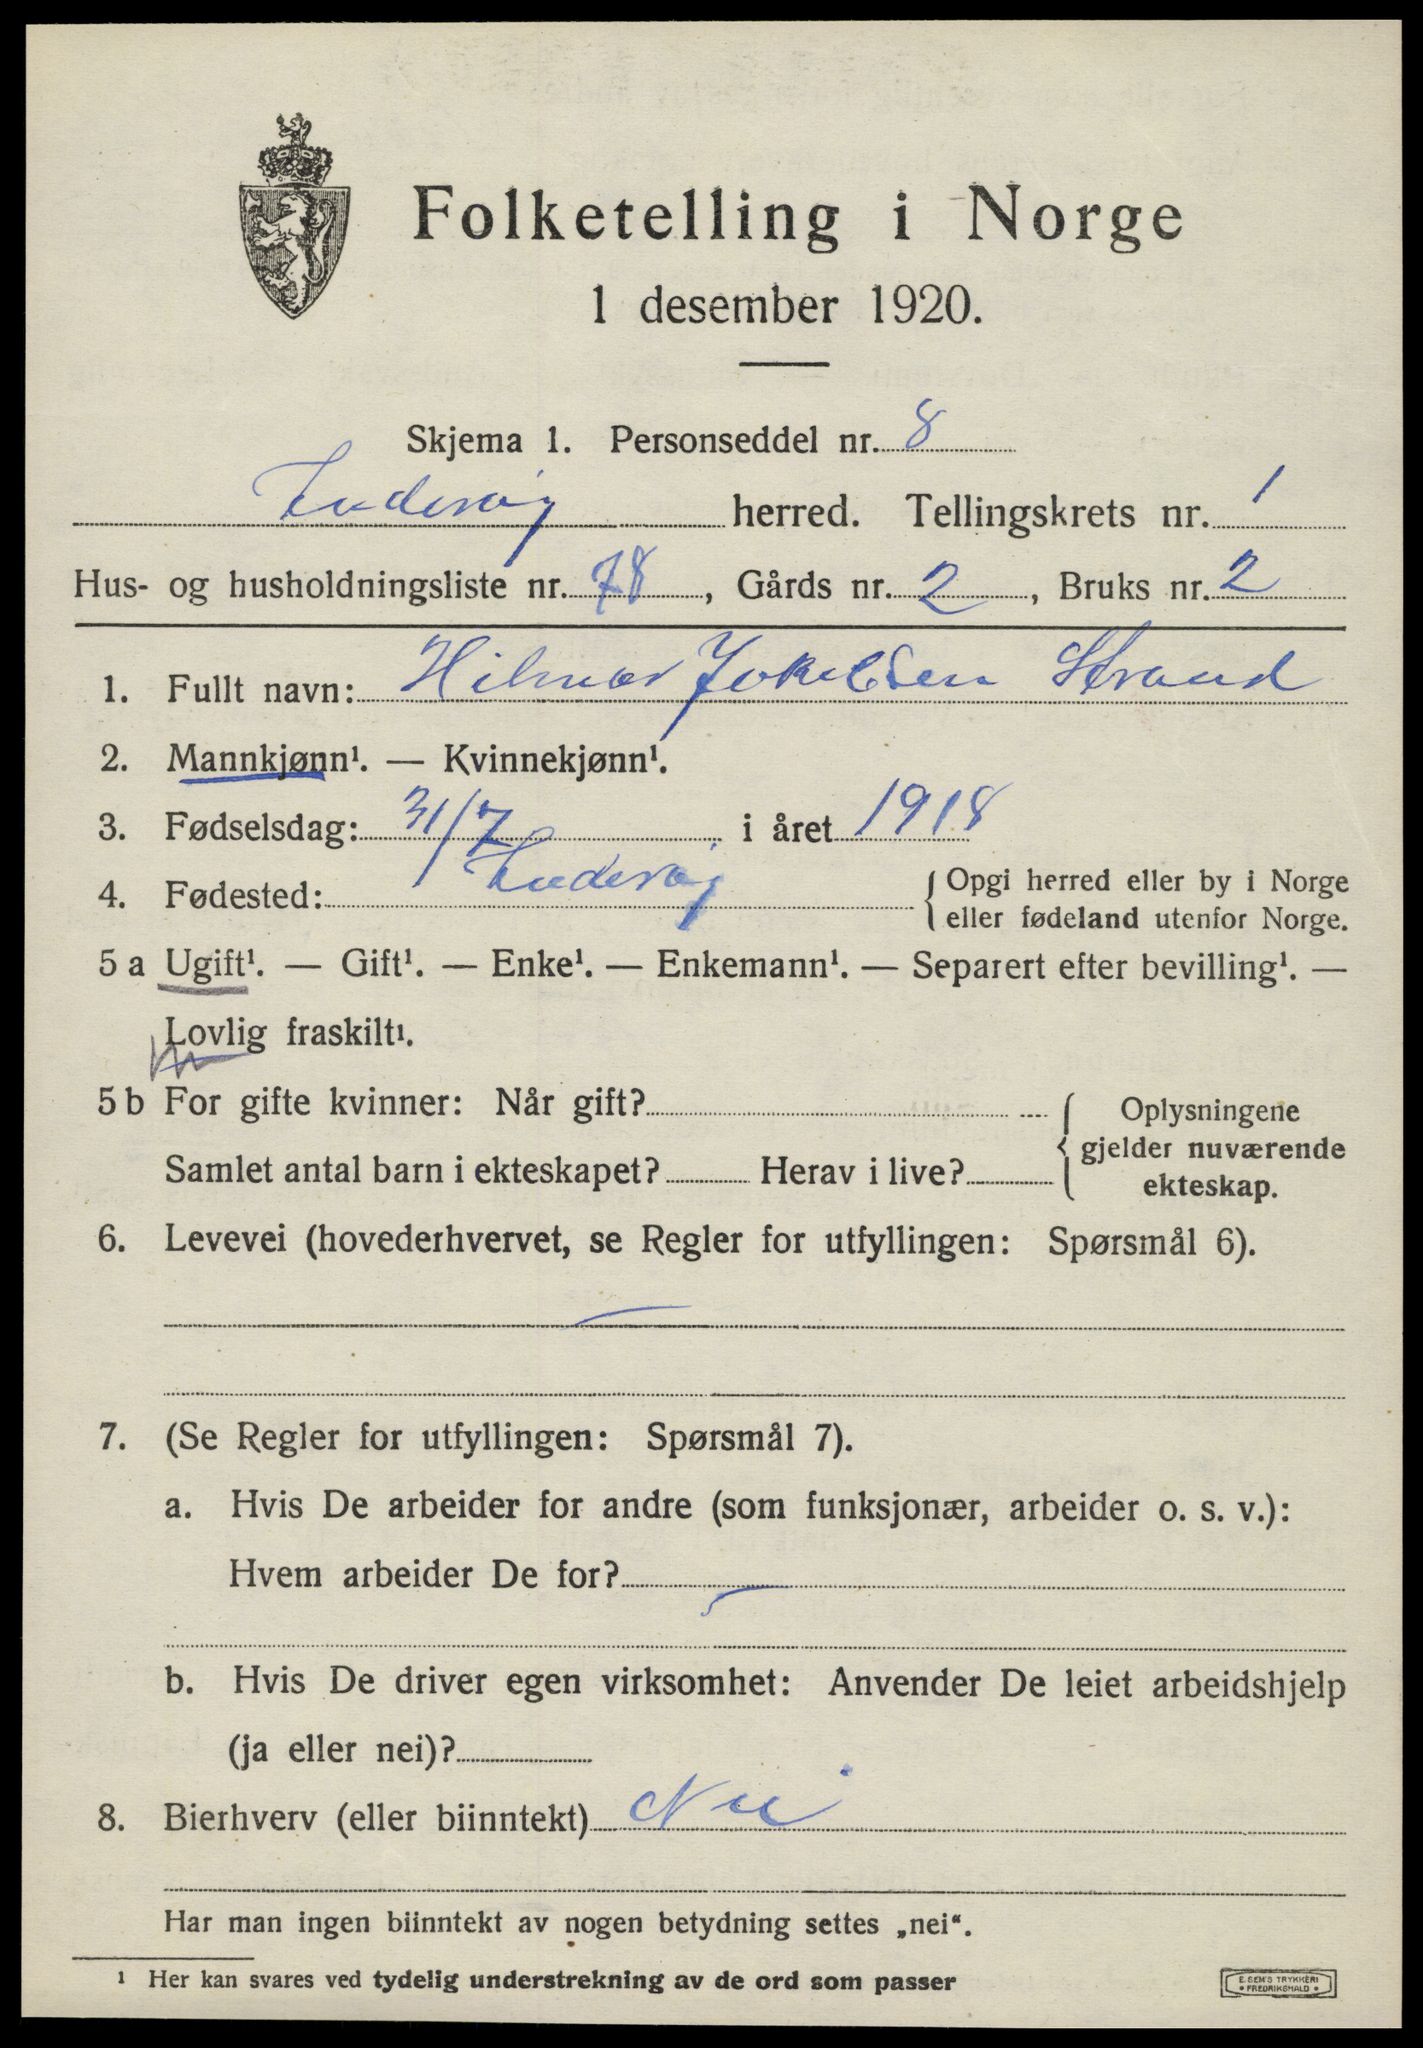 Folketelling i Norge
1 desember 1920.
Skjema 1. Personseddel nr. 8
herred. Tellingskrets nr. 1
Hus- og husholdningsliste nr. 78, Gårds nr. 2, Bruks nr. 2
1. Fullt navn: Hilmar Strand
2. Mannkjønn¹. — Kvinnekjønn¹.
3. Fødselsdag: 31/7 i året 1918
4. Fødested: { Opgi herred eller by i Norge
eller fødeland utenfor Norge.
5 a Ugift¹. — Gift¹. — Enke¹. — Enkemann¹. — Separert efter bevilling¹. —
Lovlig fraskilt¹.
5 b For gifte kvinner: Når gift? { Oplysningene
gjelder nuværende
Samlet antal barn i ekteskapet? Herav i live? ekteskap.
6. Levevei (hovederhvervet, se Regler for utfyllingen: Spørsmål 6).
—
7. (Se Regler for utfyllingen: Spørsmål 7).
a. Hvis De arbeider for andre (som funksjonær, arbeider o. s. v.):
Hvem arbeider De for?
b. Hvis De driver egen virksomhet: Anvender De leiet arbeidshjelp
(ja eller nei)?
8. Bierhverv (eller biinntekt) Nei
Har man ingen biinntekt av nogen betydning settes „nei“.
¹ Her kan svares ved tydelig understrekning av de ord som passer
E. SEM'S TRYKKERI
• FREDRIKSHALD •